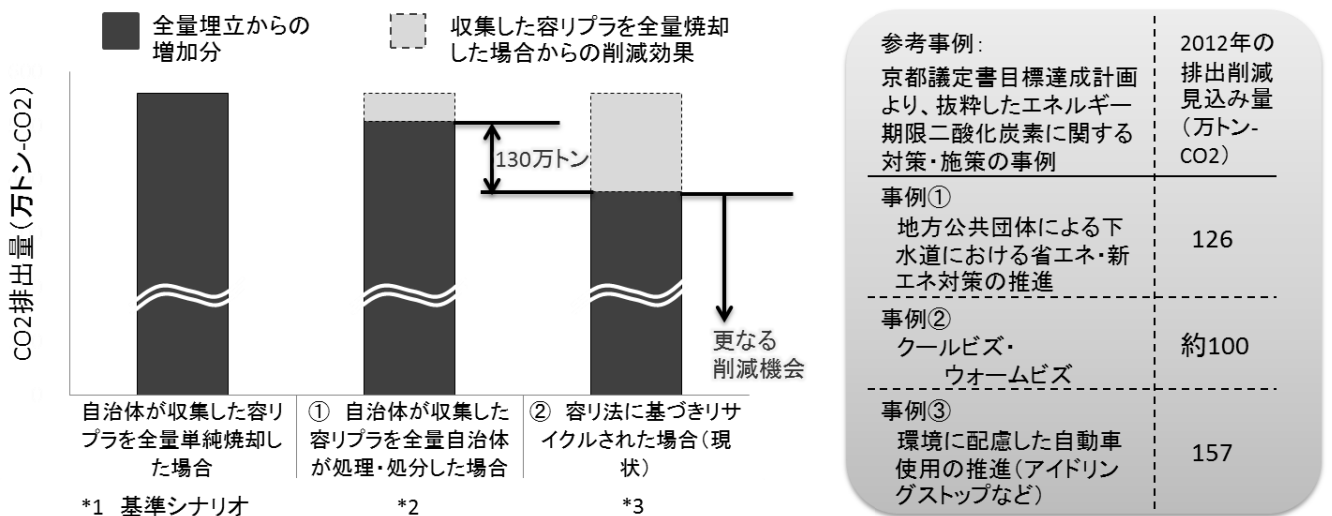 全量埋立からの
増加分
収集した容リプラを全量焼却
した場合からの削減効果
CO2排出量(万トン-CO2)
130万トン
更なる
削減機会
自治体が収集した容リ
プラを全量単純焼却し
た場合
① 自治体が収集した
容リプラを全量自治体
が処理・処分した場合
② 容リ法に基づきリサ
イクルされた場合(現
状)
*1 基準シナリオ
*2
*3
参考事例:
京都議定書目標達成計画
より、抜粋したエネルギー
期限二酸化炭素に関する
対策・施策の事例
2012年の
排出削減
見込み量
(万トン-
CO2)
事例①
地方公共団体による下
水道における省エネ・新
エネ対策の推進
126
事例②
クールビズ・
ウォームビズ
約100
事例③
環境に配慮した自動車
使用の推進(アイドリン
グストップなど)
157